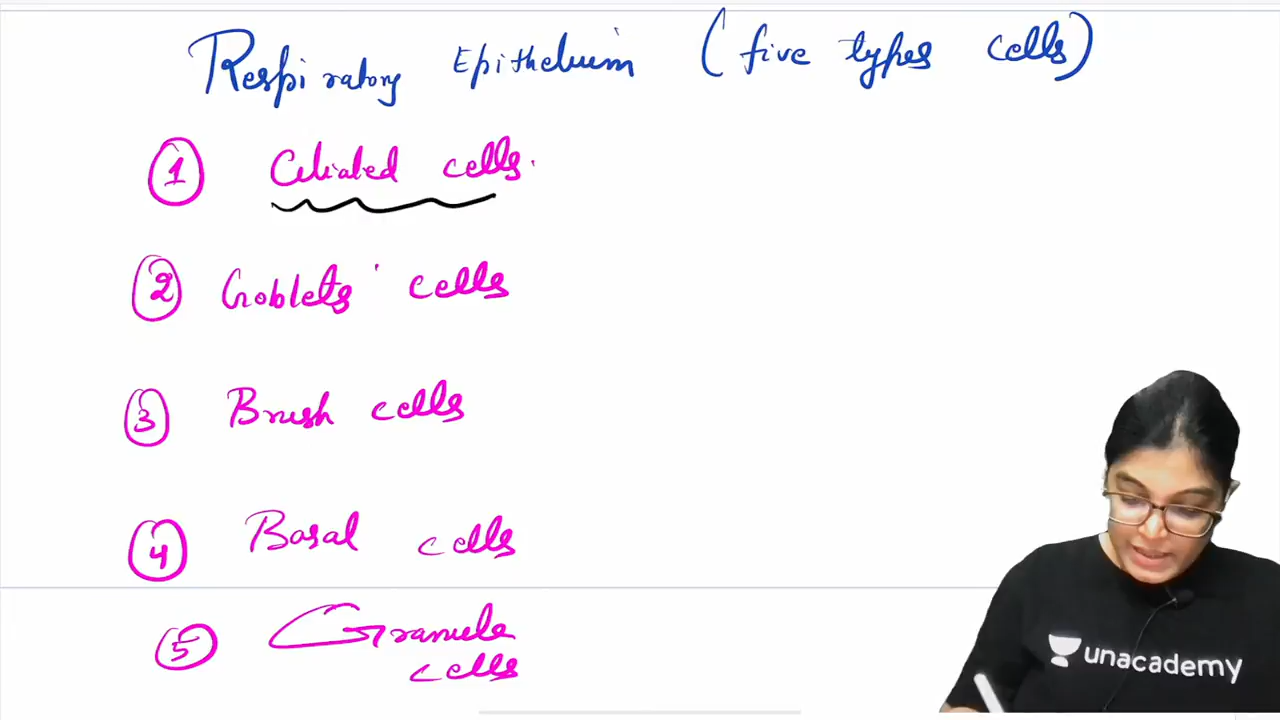 Respiratory Epithelium (five types cells)
1 Ciliated cells.
2 Goblets cells
3 Brush cells
4 Basal cells
5 Granule
cells
unacademy